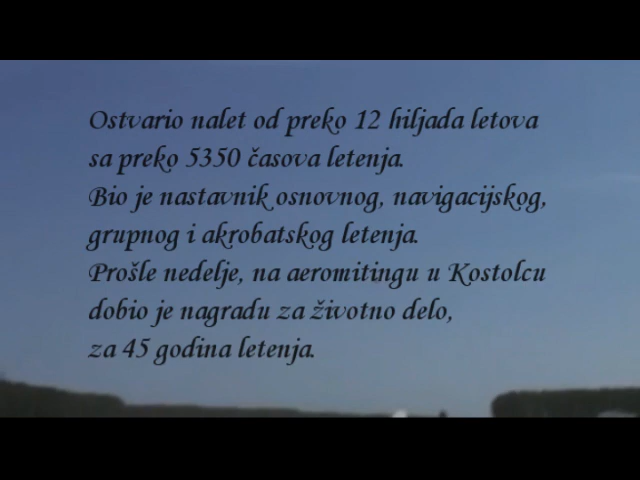 Ostvario nalet od preko 12 hiljada letova
sa preko 5350 časova letenja.
Bio je nastavnik osnovnog, navigacijskog,
grupnog i akrobatskog letenja.
Prošle nedelje, na aeromitingu u Kostolcu
dobio je nagradu za životno delo,
za 45 godina letenja.